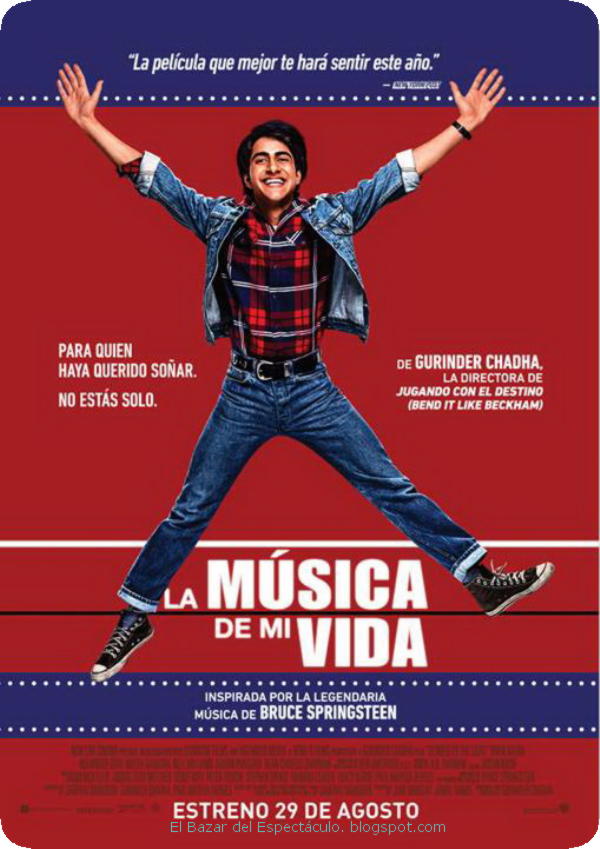 “La película que mejor te hará sentir este año.”
PARA QUIEN
HAYA QUERIDO SOÑAR.
NO ESTÁS SOLO.
DE GURINDER CHADHA,
LA DIRECTORA DE
JUGANDO CON EL DESTINO
(BEND IT LIKE BECKHAM)
LA MÚSICA
DE MI VIDA
INSPIRADA POR LA LEGENDARIA
MÚSICA DE BRUCE SPRINGSTEEN
ESTRENO 29 DE AGOSTO
El Bazar del Espectáculo. blogspot.com